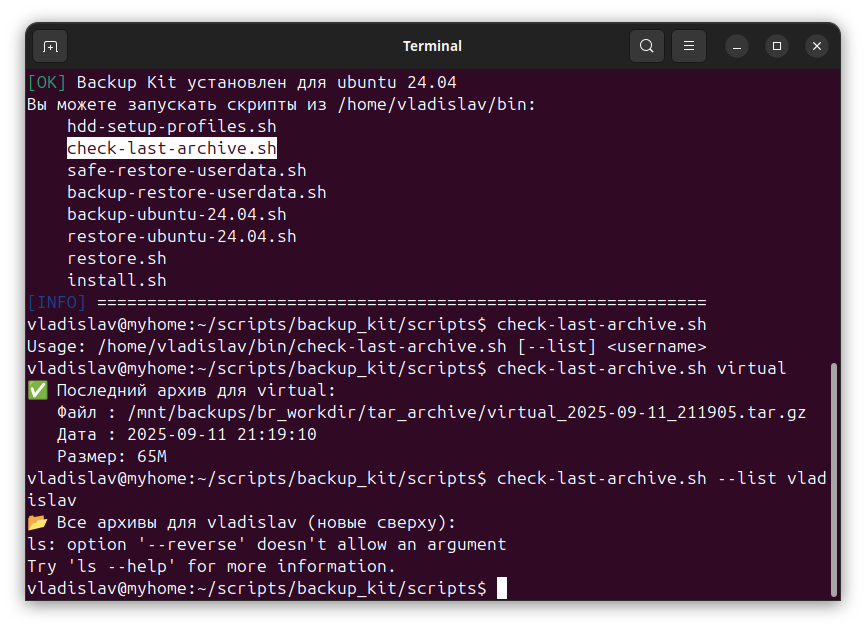 Terminal
[OK] Backup Kit установлен для ubuntu 24.04
Вы можете запускать скрипты из /home/vladislav/bin:
hdd-setup-profiles.sh
check-last-archive.sh
safe-restore-userdata.sh
backup-restore-userdata.sh
backup-ubuntu-24.04.sh
restore-ubuntu-24.04.sh
restore.sh
install.sh
[INFO] =============================================================
vladislav@myhome:~/scripts/backup_kit/scripts$ check-last-archive.sh
Usage: /home/vladislav/bin/check-last-archive.sh [--list] <username>
vladislav@myhome:~/scripts/backup_kit/scripts$ check-last-archive.sh virtual
✅ Последний архив для virtual:
Файл : /mnt/backups/br_workdir/tar_archive/virtual_2025-09-11_211905.tar.gz
Дата : 2025-09-11 21:19:10
Размер: 65M
vladislav@myhome:~/scripts/backup_kit/scripts$ check-last-archive.sh --list vlad
islav
📂 Все архивы для vladislav (новые сверху):
ls: option '--reverse' doesn't allow an argument
Try 'ls --help' for more information.
vladislav@myhome:~/scripts/backup_kit/scripts$